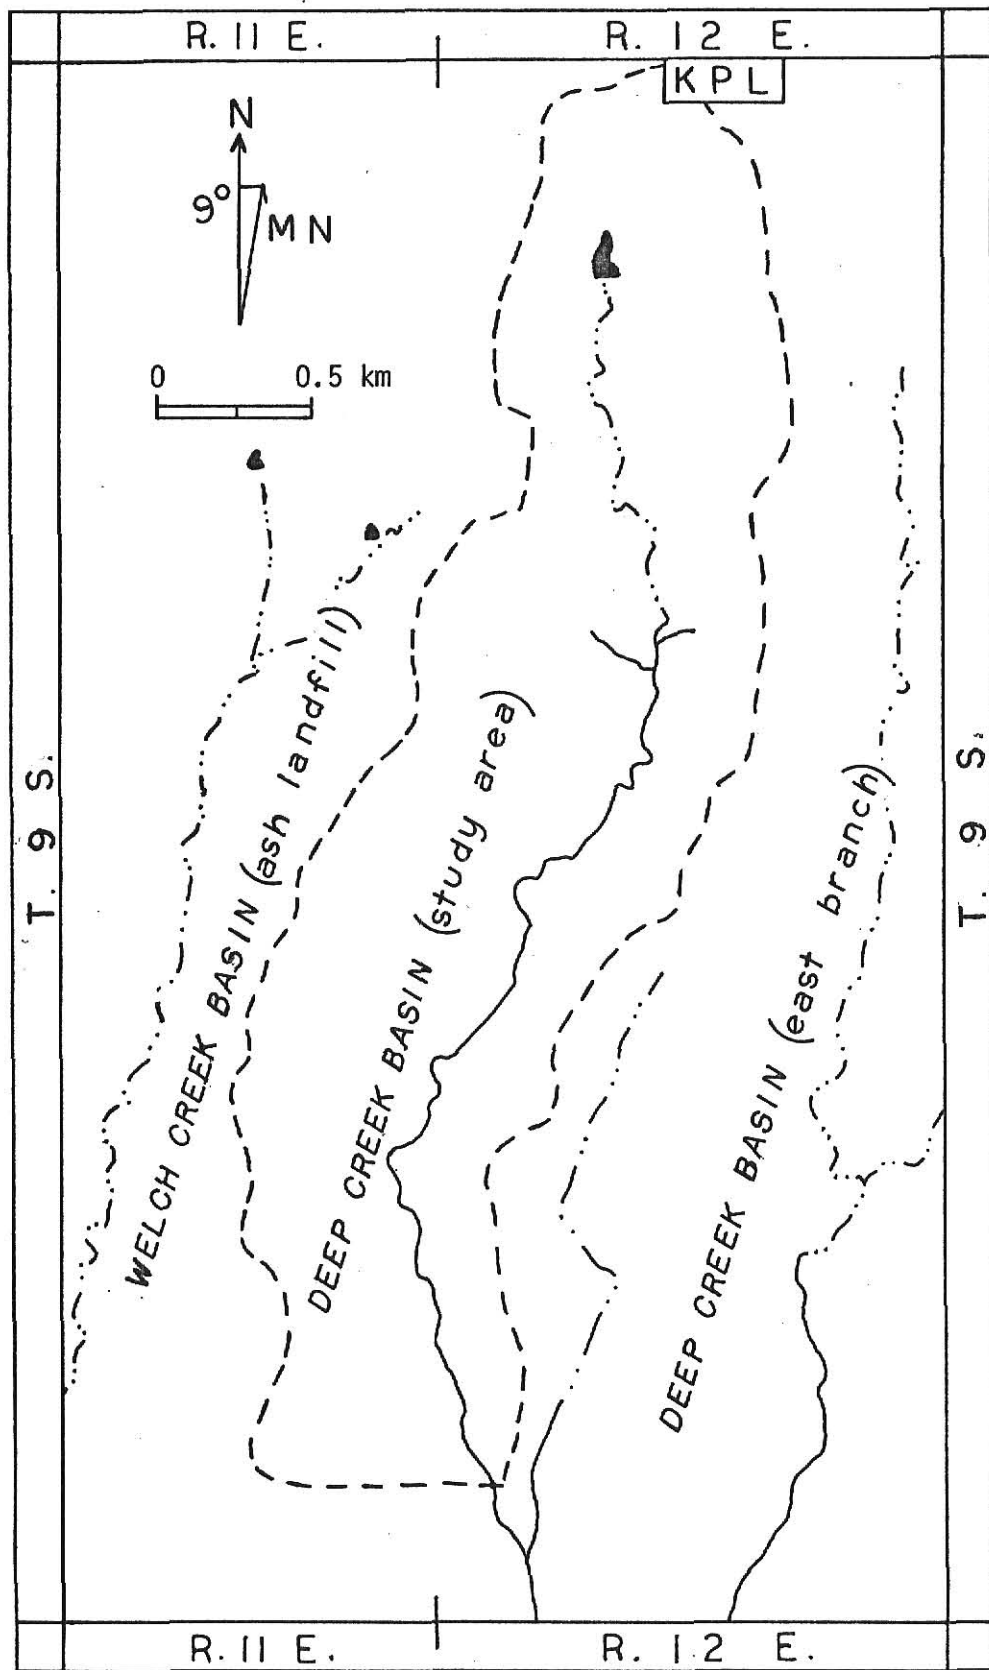 R. 11 E.
R. 12 E.
KPL
N
9°
MN
0 0.5 km
WELCH CREEK BASIN (ash landfill)
DEEP CREEK BASIN (study area)
DEEP CREEK BASIN (east branch)
T. 9 S.
T. 9 S.
R. 11 E.
R. 12 E.